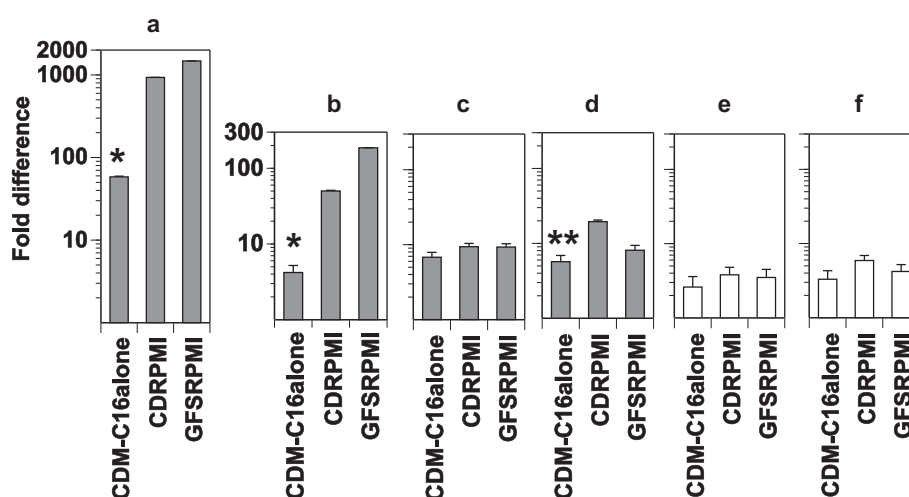 a
2000
1000
100
10
Fold difference
*
CDM-C16alone
CDRPMI
GFSRPMI
b
300
100
10
*
CDM-C16alone
CDRPMI
GFSRPMI
c
CDM-C16alone
CDRPMI
GFSRPMI
d
**
CDM-C16alone
CDRPMI
GFSRPMI
e
CDM-C16alone
CDRPMI
GFSRPMI
f
CDM-C16alone
CDRPMI
GFSRPMI